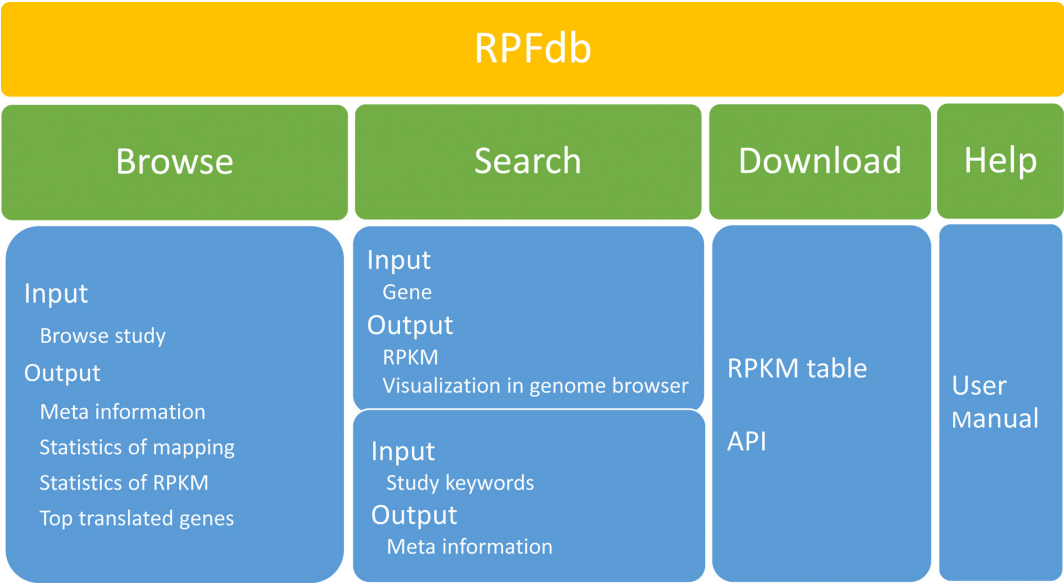 RPFdb
Browse
Search
Download
Help
Input
Browse study
Output
Meta information
Statistics of mapping
Statistics of RPKM
Top translated genes
Input
Gene
Output
RPKM
Visualization in genome browser
Input
Study keywords
Output
Meta information
RPKM table
API
User
Manual